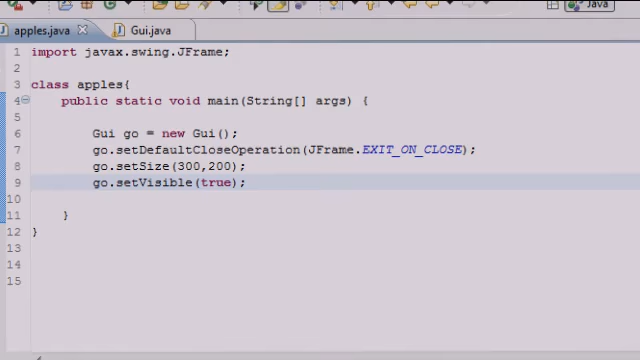 Java
apples.java
Gui.java
1 import javax.swing.JFrame;
2
3 class apples{
4 public static void main(String[] args) {
5
6 Gui go = new Gui();
7 go.setDefaultCloseOperation(JFrame.EXIT_ON_CLOSE);
8 go.setSize(300,200);
9 go.setVisible(true);
10
11 }
12 }
13
14
15